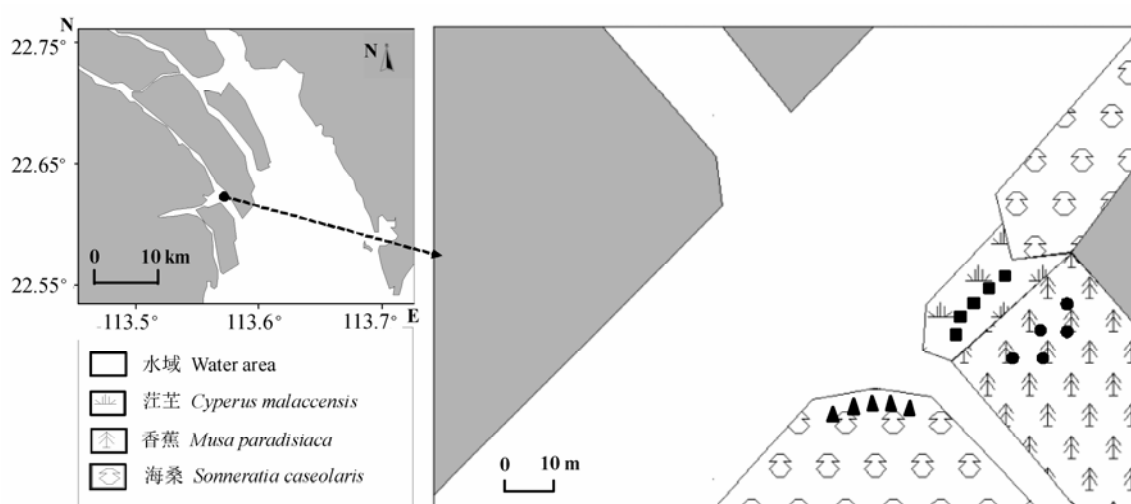 N
22.75°
N
22.65°
0 10 km
22.55°
E
113.5° 113.6° 113.7°
水域 Water area
茳芏 Cyperus malaccensis
香蕉 Musa paradisiaca
海桑 Sonneratia caseolaris
0 10 m